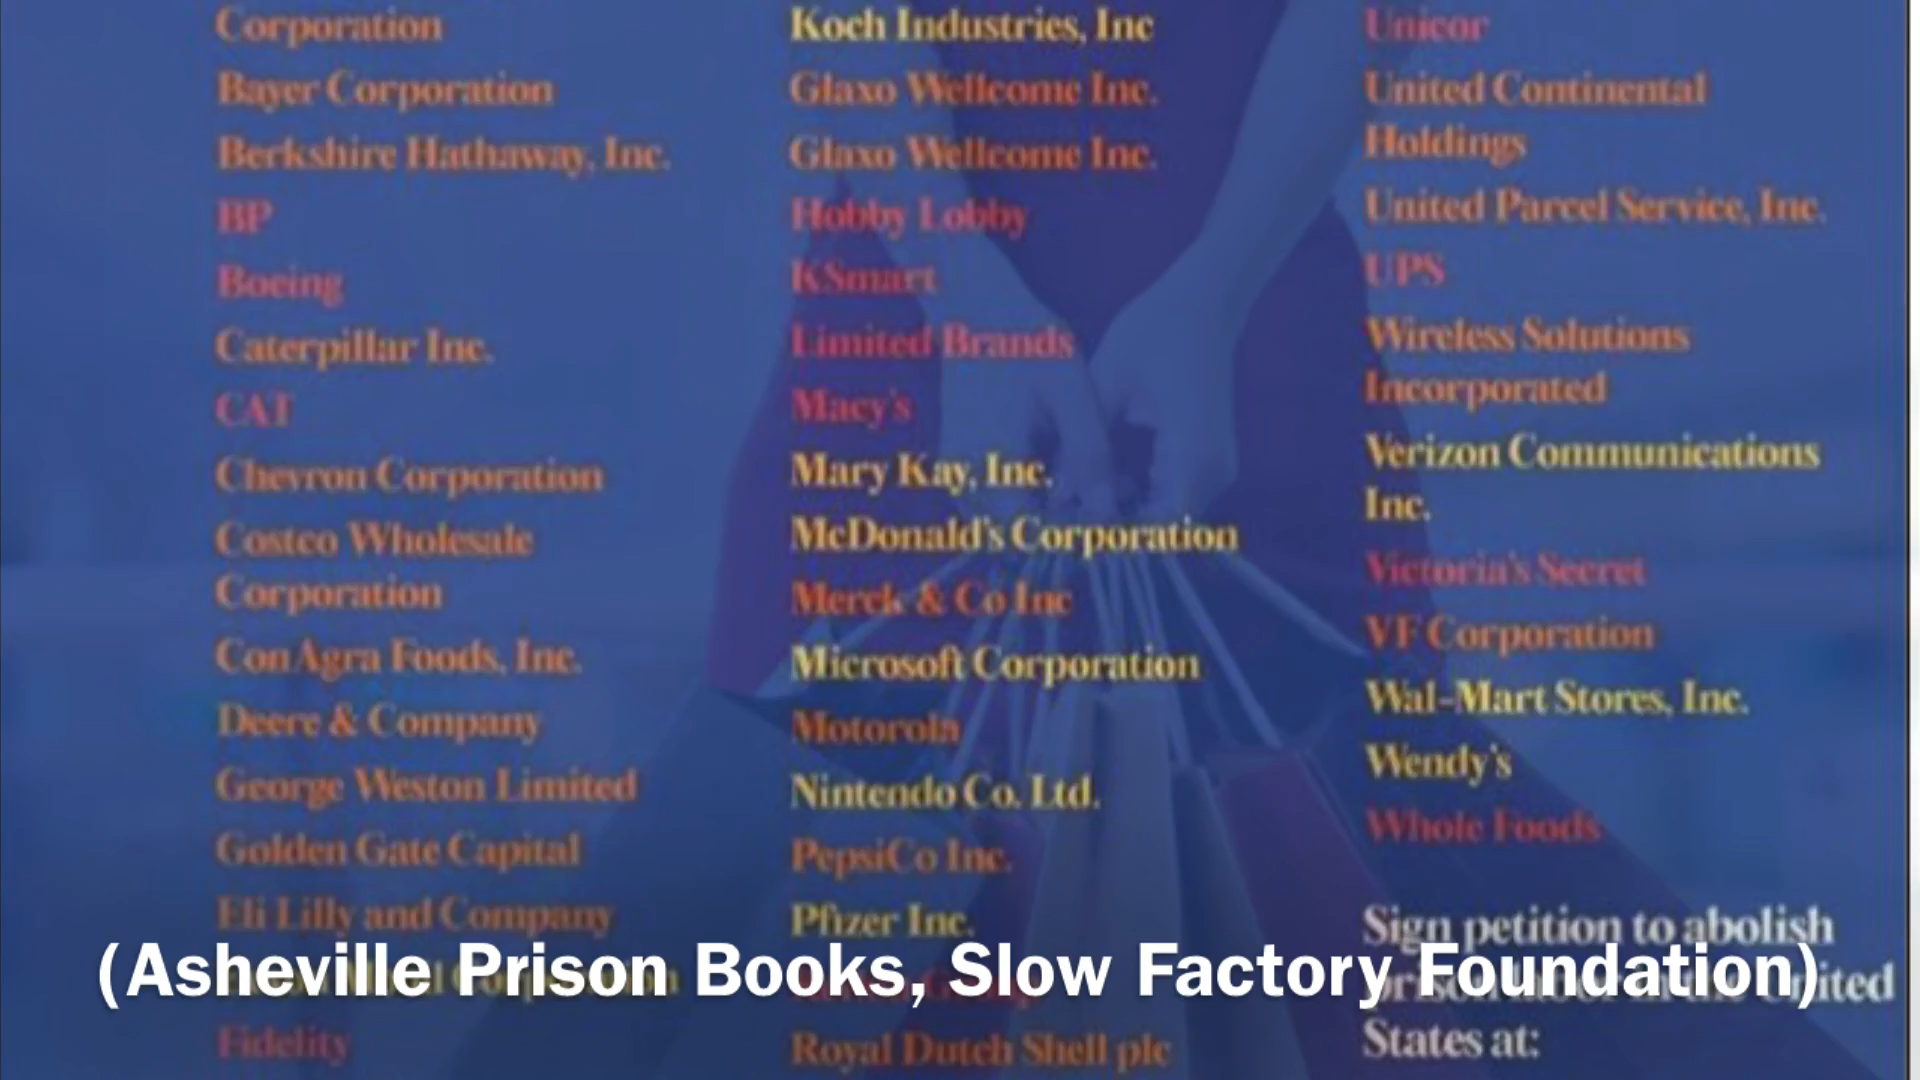 Corporation
Bayer Corporation
Berkshire Hathaway, Inc.
BP
Boeing
Caterpillar Inc.
CAT
Chevron Corporation
Costco Wholesale
Corporation
ConAgra Foods, Inc.
Deere & Company
George Weston Limited
Golden Gate Capital
Eli Lilly and Company
Fidelity
Koch Industries, Inc
Glaxo Wellcome Inc.
Glaxo Wellcome Inc.
Hobby Lobby
KSmart
Limited Brands
Macy's
Mary Kay, Inc.
McDonald's Corporation
Merck & Co Inc
Microsoft Corporation
Motorola
Nintendo Co. Ltd.
PepsiCo Inc.
Pfizer Inc.
Royal Dutch Shell plc
Unicor
United Continental
Holdings
United Parcel Service, Inc.
UPS
Wireless Solutions
Incorporated
Verizon Communications
Inc.
Victoria's Secret
VF Corporation
Wal-Mart Stores, Inc.
Wendy's
Whole Foods
Sign petition to abolish
States at:
(Asheville Prison Books, Slow Factory Foundation)